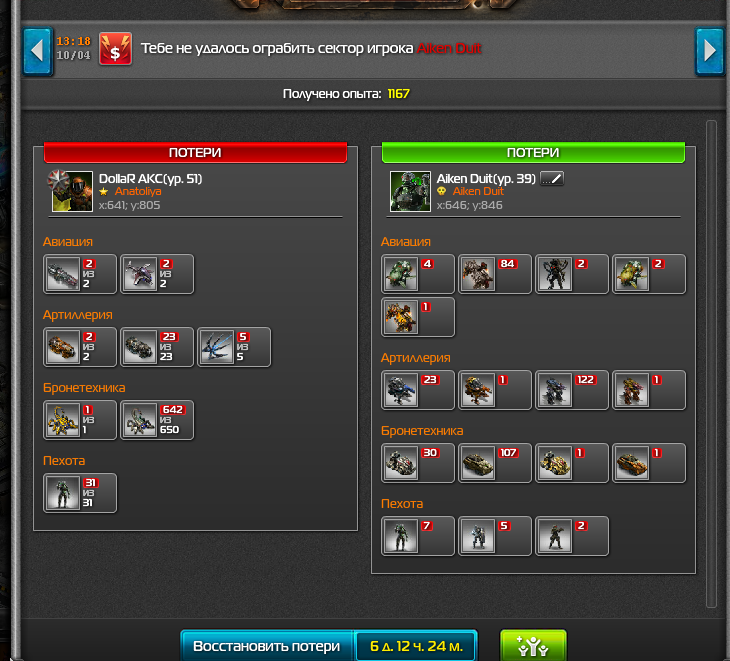 13:18
10/04
Тебе не удалось ограбить сектор игрока Aiken Duit
Получено опыта: 1167
ПОТЕРИ
DollaR AKC(ур. 51)
Anatoliya
x:641; y:805
Авиация
2 из 2
2 из 2
Артиллерия
2 из 2
23 из 23
5 из 5
Бронетехника
1 из 1
642 из 650
Пехота
31 из 31
ПОТЕРИ
Aiken Duit(ур. 39)
Aiken Duit
x:646; y:846
Авиация
4 84 2 2
1
Артиллерия
23 1 122 1
Бронетехника
30 107 1 1
Пехота
7 5 2
Восстановить потери 6 д. 12 ч. 24 м.